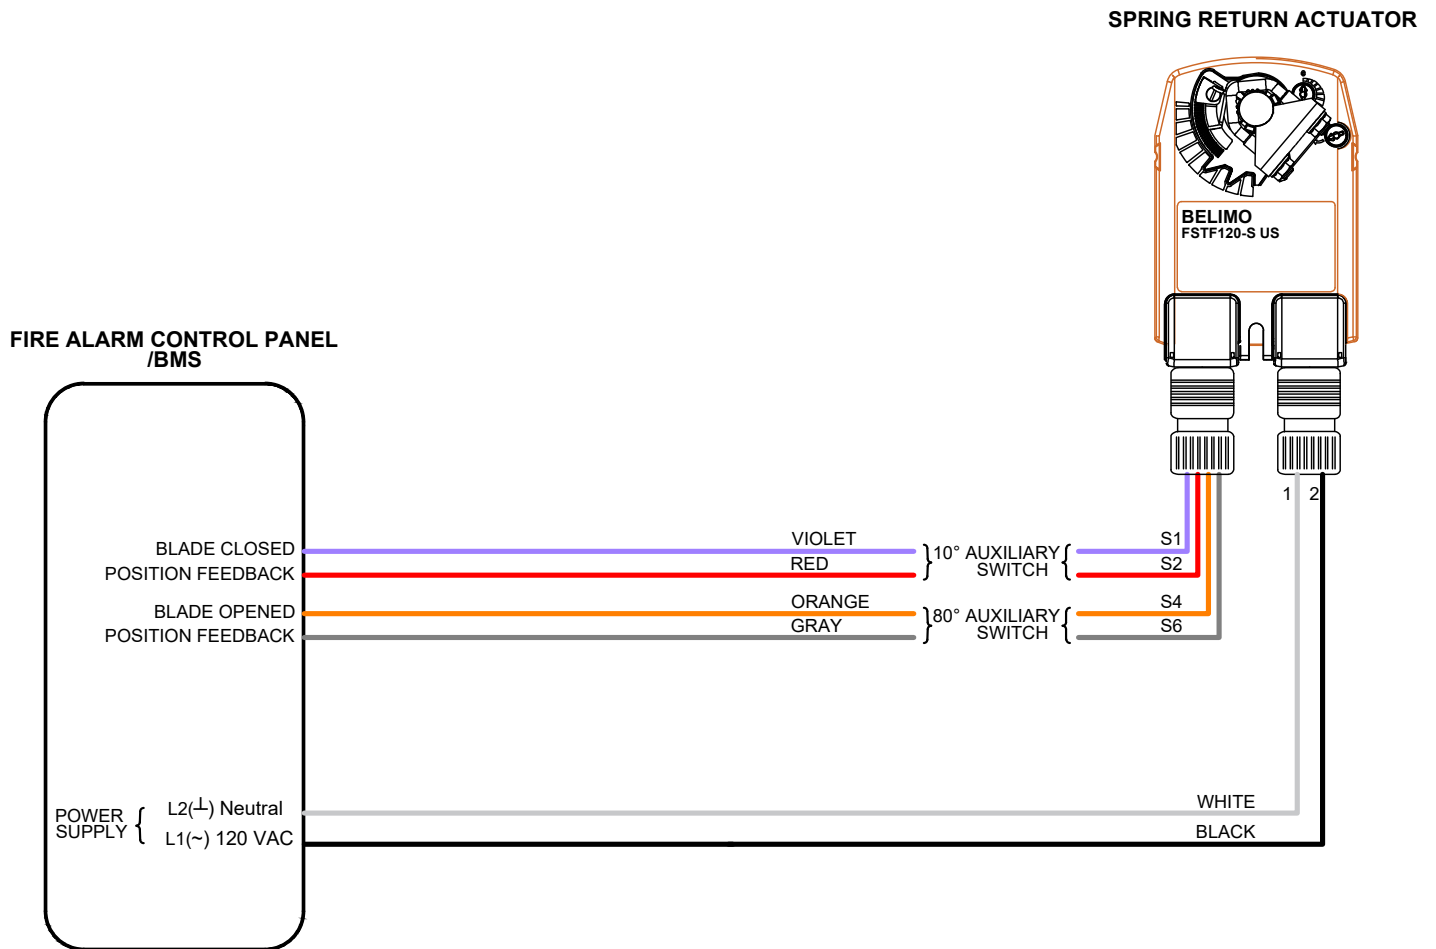 SPRING RETURN ACTUATOR
BELIMO
FSTF120-S US
FIRE ALARM CONTROL PANEL
/BMS
1 2
BLADE CLOSED
POSITION FEEDBACK
VIOLET
RED
10° AUXILIARY
SWITCH
S1
S2
BLADE OPENED
POSITION FEEDBACK
ORANGE
GRAY
80° AUXILIARY
SWITCH
S4
S6
POWER
SUPPLY
L2(┴) Neutral
L1(~) 120 VAC
WHITE
BLACK